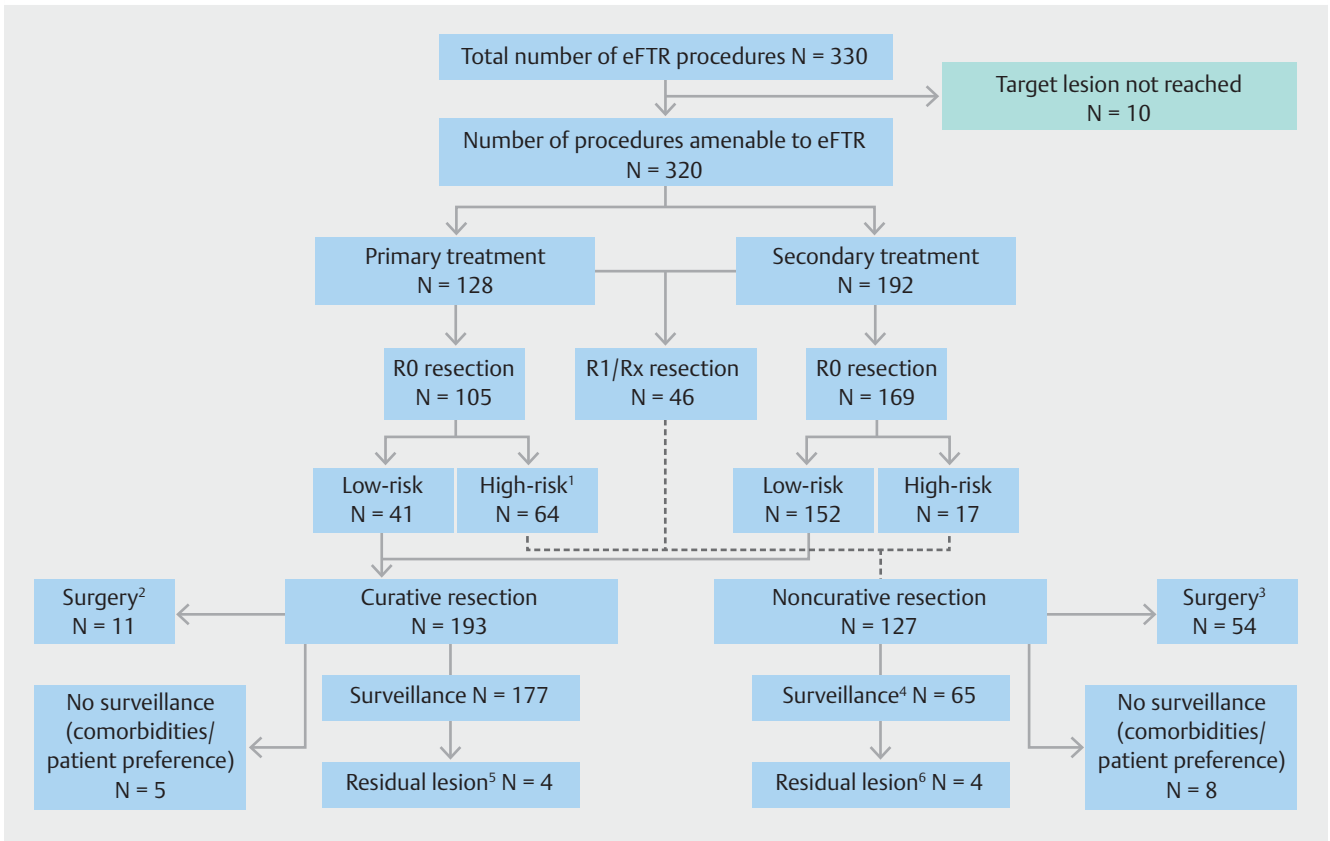 Total number of eFTR procedures N = 330
Target lesion not reached
N = 10
Number of procedures amenable to eFTR
N = 320
Primary treatment
N = 128
Secondary treatment
N = 192
R0 resection
N = 105
R1/Rx resection
N = 46
R0 resection
N = 169
Low-risk
N = 41
High-risk¹
N = 64
Low-risk
N = 152
High-risk
N = 17
Surgery²
N = 11
Curative resection
N = 193
Noncurative resection
N = 127
Surgery³
N = 54
No surveillance
(comorbidities/
patient preference)
N = 5
Surveillance N = 177
Surveillance⁴ N = 65
No surveillance
(comorbidities/
patient preference)
N = 8
Residual lesion⁵ N = 4
Residual lesion⁶ N = 4